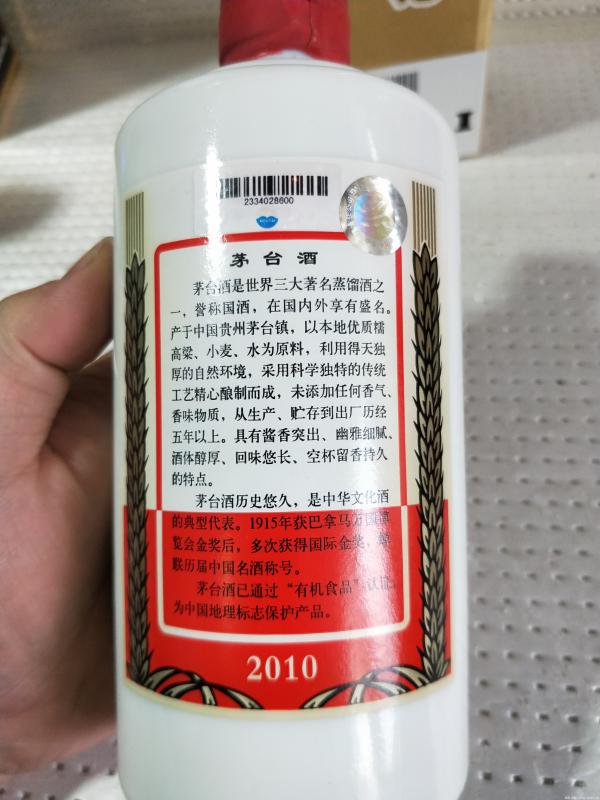 2334028600
茅台酒
茅台酒是世界三大著名蒸馏酒之
一，誉称国酒，在国内外享有盛名。
产于中国贵州茅台镇，以本地优质糯
高粱、小麦、水为原料，利用得天独
厚的自然环境，采用科学独特的传统
工艺精心酿制而成，未添加任何香气、
香味物质，从生产、贮存到出厂历经
五年以上。具有酱香突出、幽雅细腻、
酒体醇厚、回味悠长、空杯留香持久
的特点。
茅台酒历史悠久，是中华文化酒
的典型代表。1915年获巴拿马万国博
览会金奖后，多次获得国际金奖，蝉
联历届中国名酒称号。
茅台酒已通过“有机食品”认证，
为中国地理标志保护产品。
2010